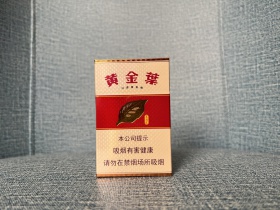 黄金葉
本公司提示
吸烟有害健康
请勿在禁烟场所吸烟